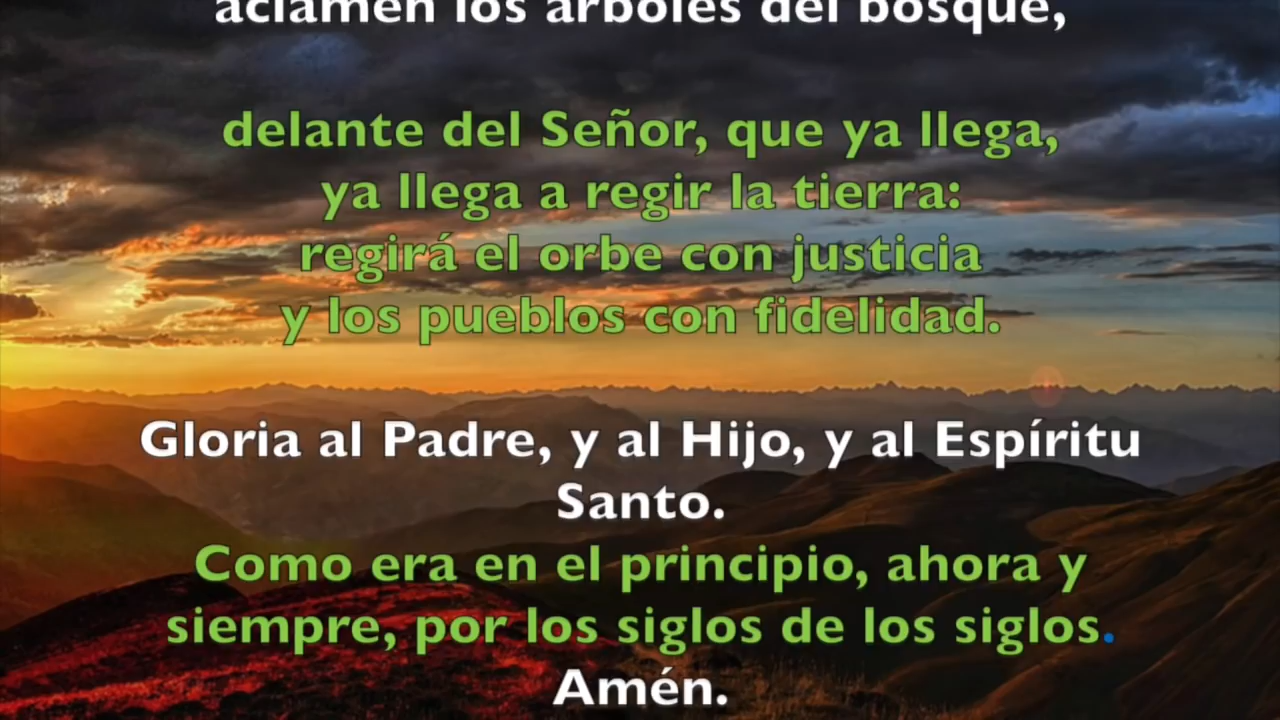 aclamen los árboles del bosque,
delante del Señor, que ya llega,
ya llega a regir la tierra:
regirá el orbe con justicia
y los pueblos con fidelidad.
Gloria al Padre, y al Hijo, y al Espíritu
Santo.
Como era en el principio, ahora y
siempre, por los siglos de los siglos.
Amén.